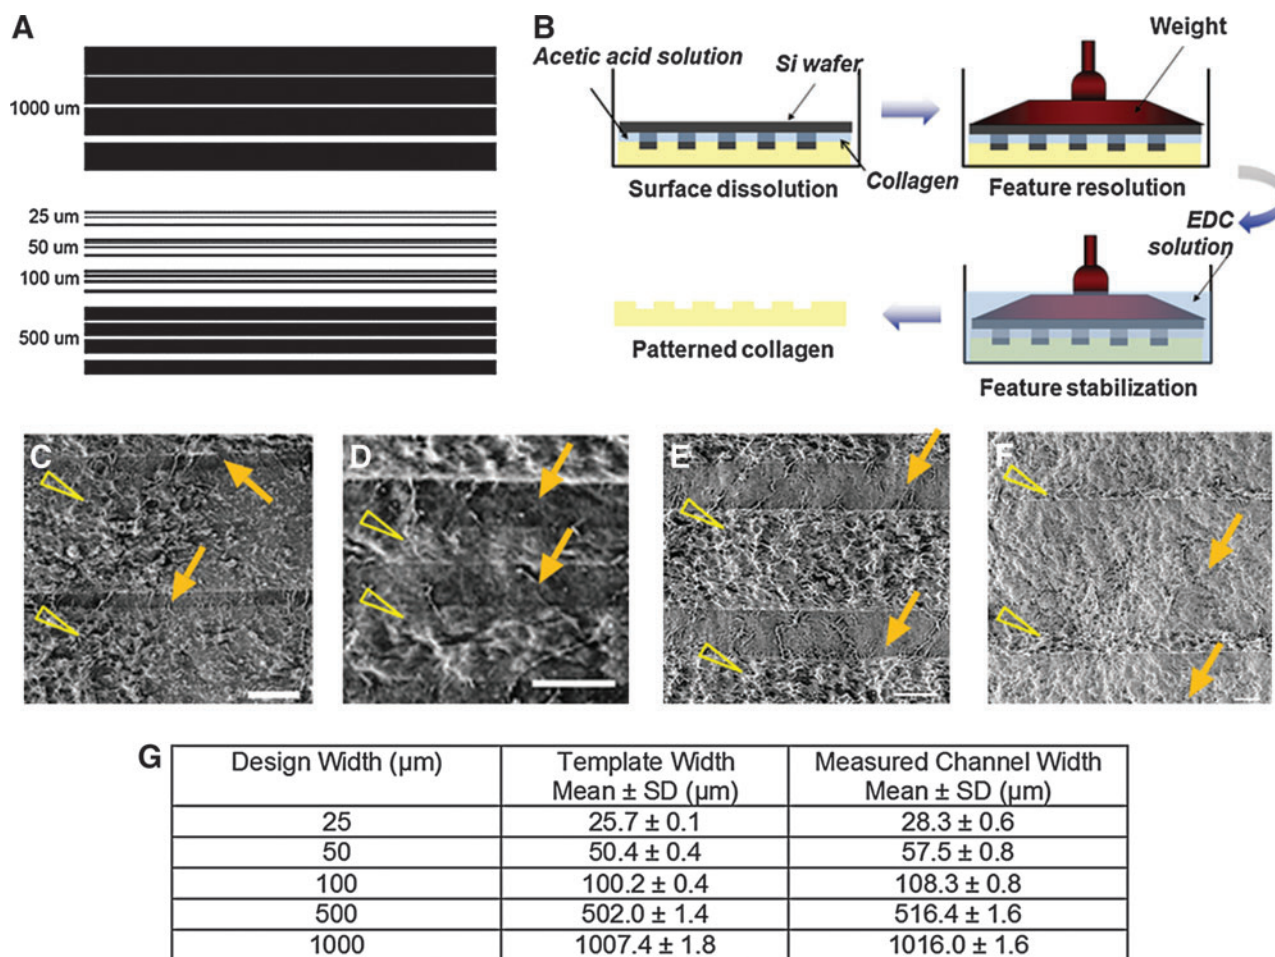 A
1000 um
25 um
50 um
100 um
500 um
B
Acetic acid solution
Si wafer
Weight
Collagen
Surface dissolution
Feature resolution
EDC
solution
Patterned collagen
Feature stabilization
C
D
E
F
G
Design Width (µm) Template Width Measured Channel Width
Mean ± SD (µm) Mean ± SD (µm)
25 25.7 ± 0.1 28.3 ± 0.6
50 50.4 ± 0.4 57.5 ± 0.8
100 100.2 ± 0.4 108.3 ± 0.8
500 502.0 ± 1.4 516.4 ± 1.6
1000 1007.4 ± 1.8 1016.0 ± 1.6